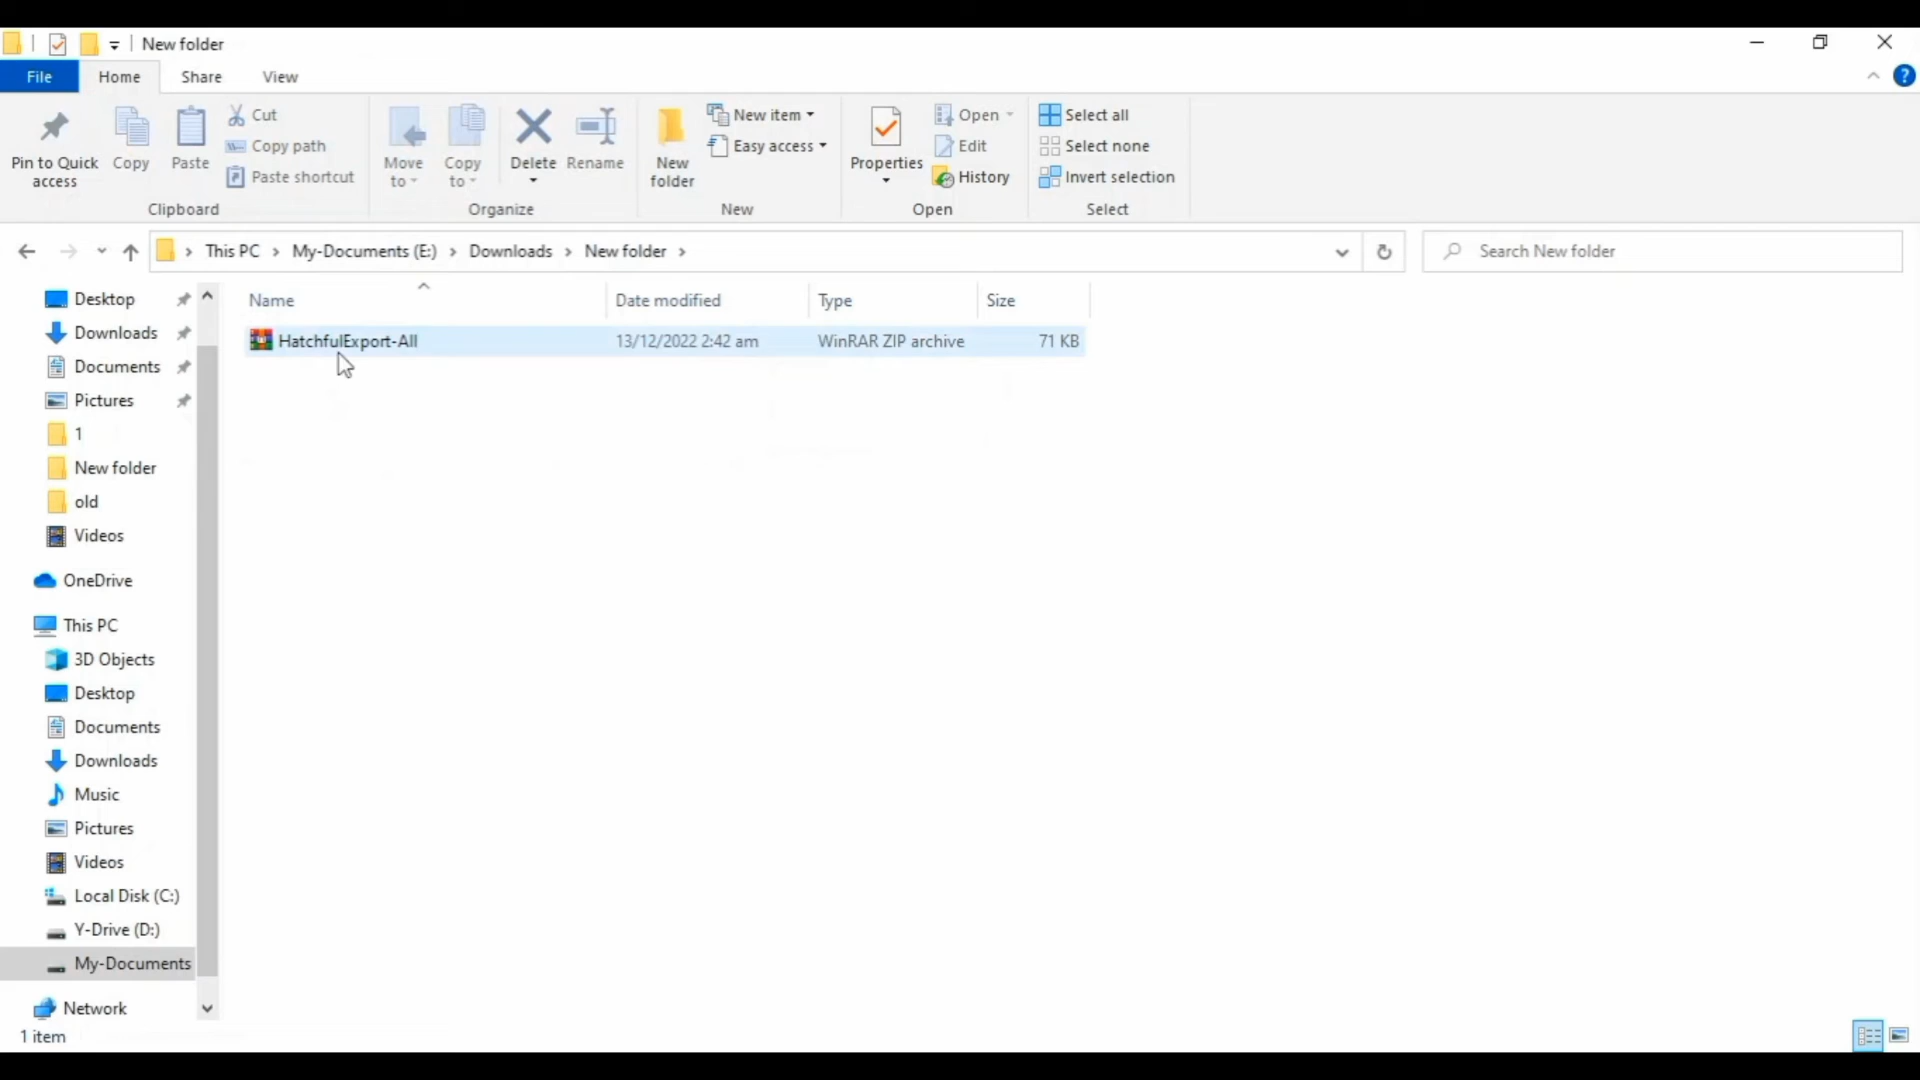 New folder
File Home Share View
Pin to Quick access
Copy
Paste
Cut
Copy path
Paste shortcut
Clipboard
Move to
Copy to
Delete
Rename
Organize
New folder
New item
Easy access
New
Properties
Open
Edit
History
Open
Select all
Select none
Invert selection
Select
This PC > My-Documents (E:) > Downloads > New folder >
Search New folder
Name Date modified Type Size
HatchfulExport-All 13/12/2022 2:42 am WinRAR ZIP archive 71 KB
Desktop
Downloads
Documents
Pictures
1
New folder
old
Videos
OneDrive
This PC
3D Objects
Desktop
Documents
Downloads
Music
Pictures
Videos
Local Disk (C:)
Y-Drive (D:)
My-Documents
Network
1 item